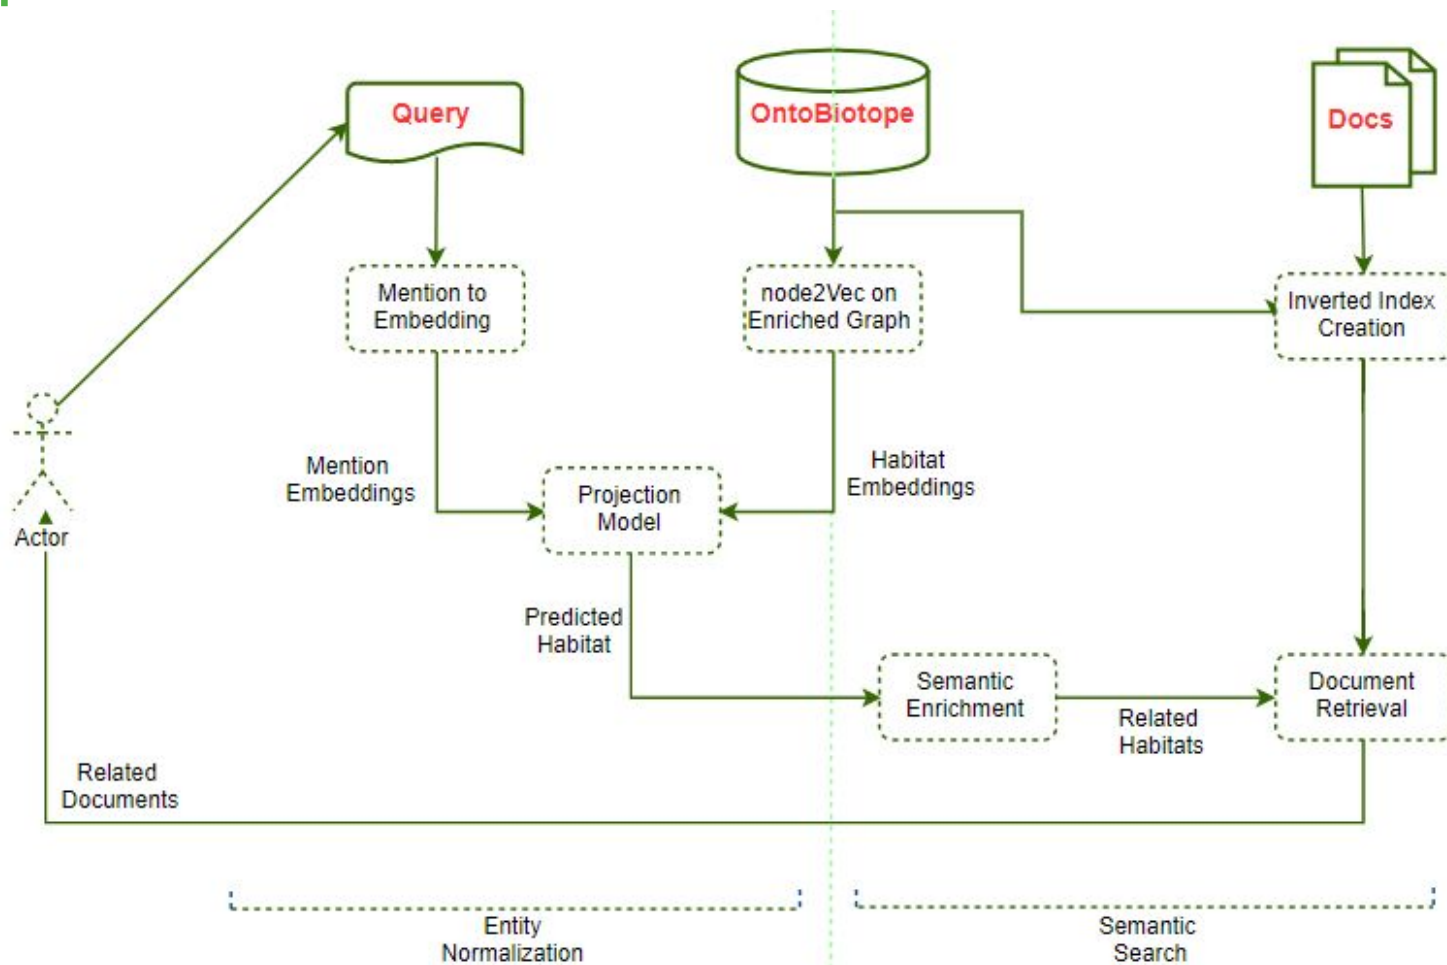 Query
OntoBiotope
Docs
Mention to
Embedding
node2Vec on
Enriched Graph
Inverted Index
Creation
Mention
Embeddings
Projection
Model
Habitat
Embeddings
Actor
Predicted
Habitat
Semantic
Enrichment
Related
Habitats
Document
Retrieval
Related
Documents
Entity
Normalization
Semantic
Search